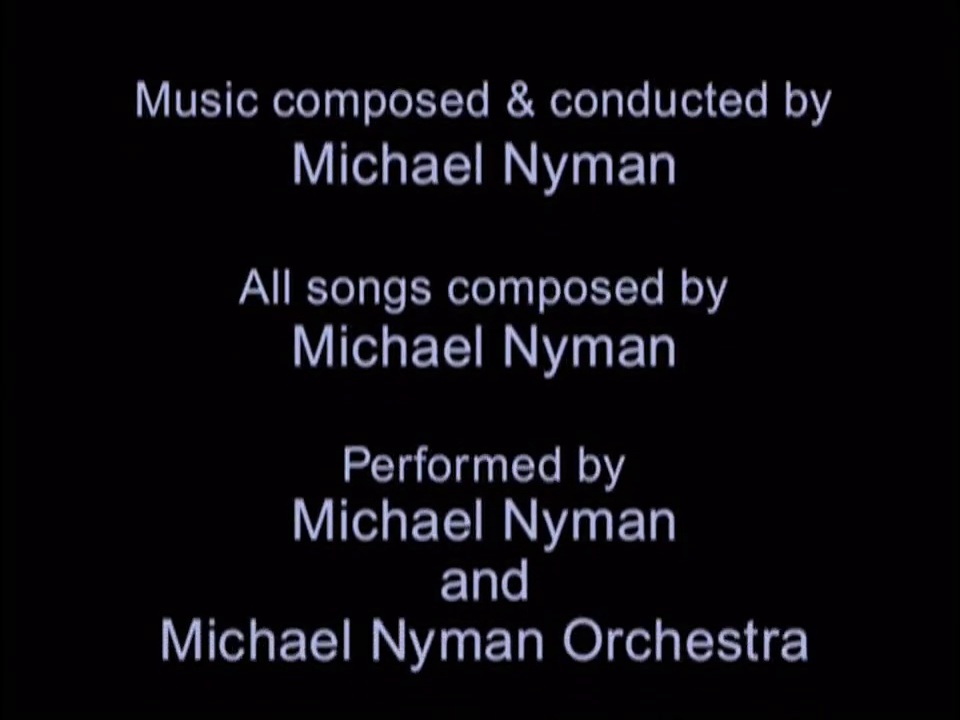 Music composed & conducted by
Michael Nyman
All songs composed by
Michael Nyman
Performed by
Michael Nyman
and
Michael Nyman Orchestra